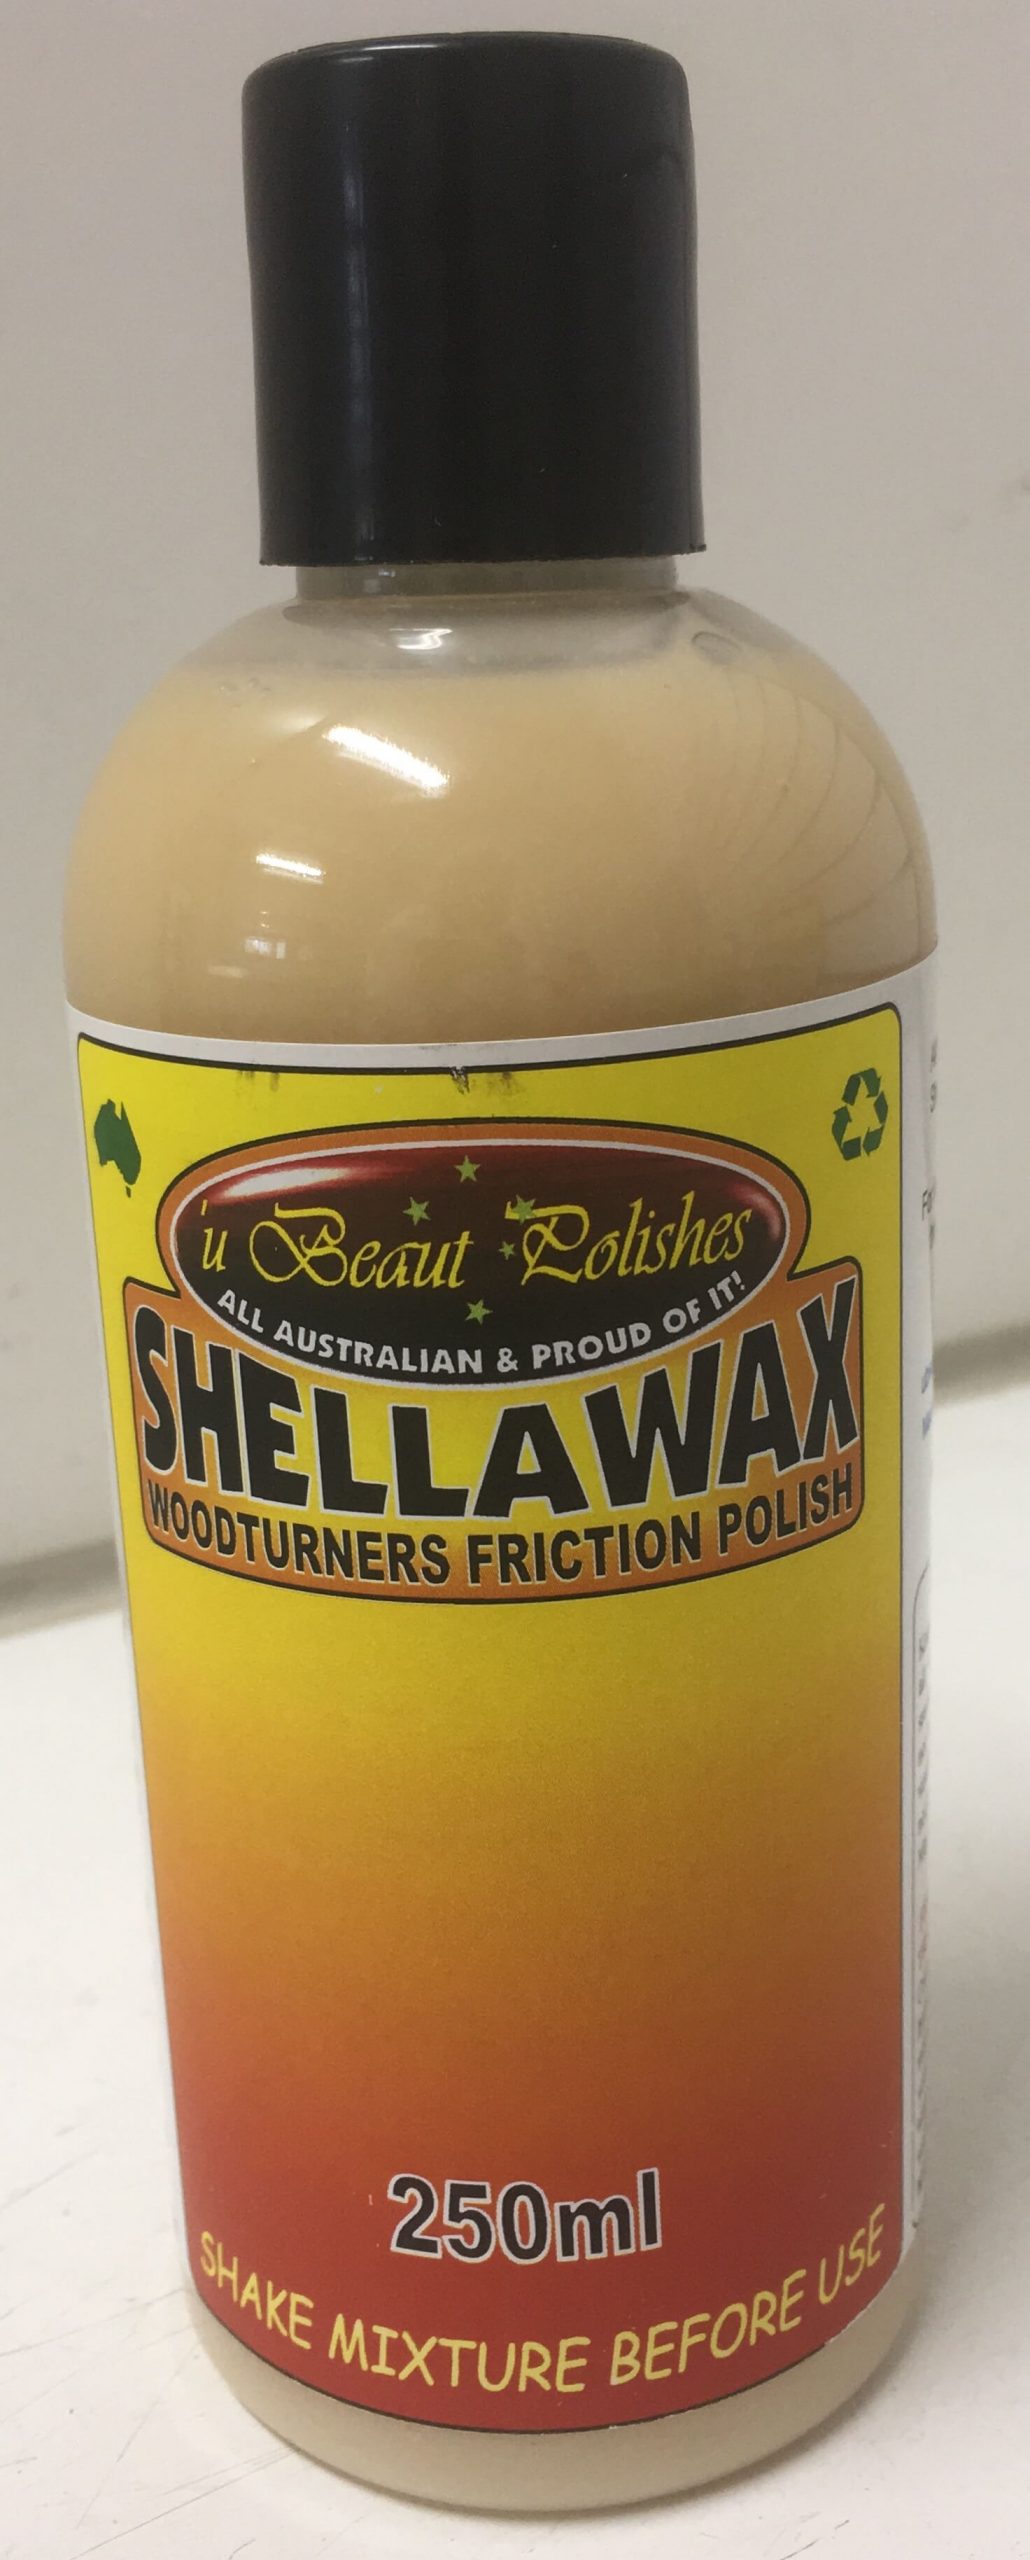 'u Beaut Polishes
ALL AUSTRALIAN & PROUD OF IT!
SHELLAWAX
WOODTURNERS FRICTION POLISH
250ml
SHAKE MIXTURE BEFORE USE